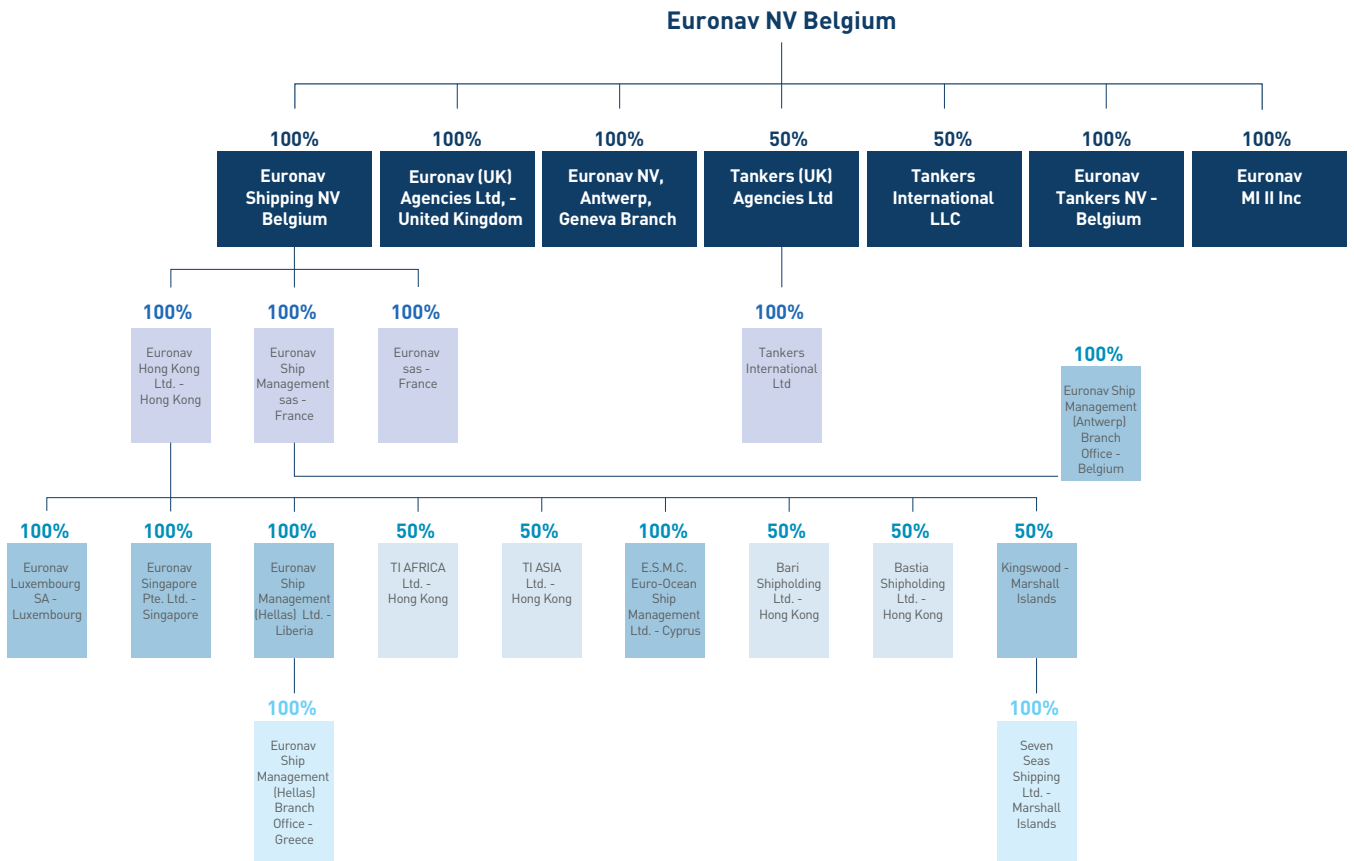 Euronav NV Belgium
100%
100%
100%
50%
50%
100%
100%
Euronav
Shipping NV
Belgium
Euronav (UK)
Agencies Ltd, -
United Kingdom
Euronav NV,
Antwerp,
Geneva Branch
Tankers (UK)
Agencies Ltd
Tankers
International
LLC
Euronav
Tankers NV -
Belgium
Euronav
MI II Inc
100%
100%
100%
100%
Euronav
Hong Kong
Ltd. -
Hong Kong
Euronav
Ship
Management
sas -
France
Euronav
sas -
France
Tankers
International
Ltd
100%
Euronav Ship
Management
(Antwerp)
Branch
Office -
Belgium
100%
100%
100%
50%
50%
100%
50%
50%
50%
Euronav
Luxembourg
SA -
Luxembourg
Euronav
Singapore
Pte. Ltd. -
Singapore
Euronav
Ship
Management
(Hellas) Ltd. -
Liberia
TI AFRICA
Ltd. -
Hong Kong
TI ASIA
Ltd. -
Hong Kong
E.S.M.C.
Euro-Ocean
Ship
Management
Ltd. - Cyprus
Bari
Shipholding
Ltd. -
Hong Kong
Bastia
Shipholding
Ltd. -
Hong Kong
Kingswood -
Marshall
Islands
100%
100%
Euronav
Ship
Management
(Hellas)
Branch
Office -
Greece
Seven
Seas
Shipping
Ltd. -
Marshall
Islands